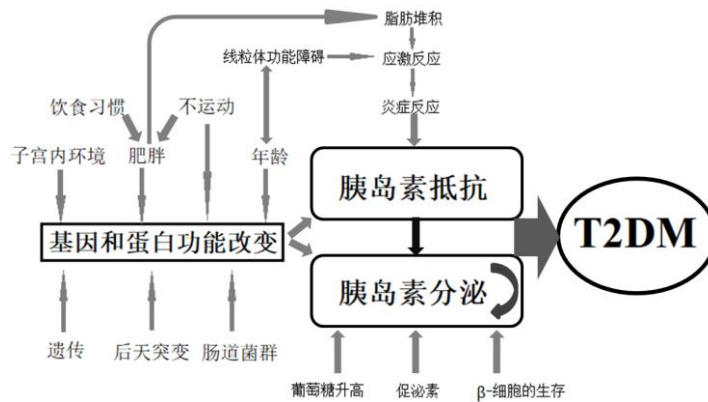 脂肪堆积
线粒体功能障碍
应激反应
饮食习惯
不运动
炎症反应
子宫内环境
肥胖
年龄
胰岛素抵抗
基因和蛋白功能改变
T2DM
胰岛素分泌
遗传
后天突变
肠道菌群
葡萄糖升高
促泌素
β-细胞的生存